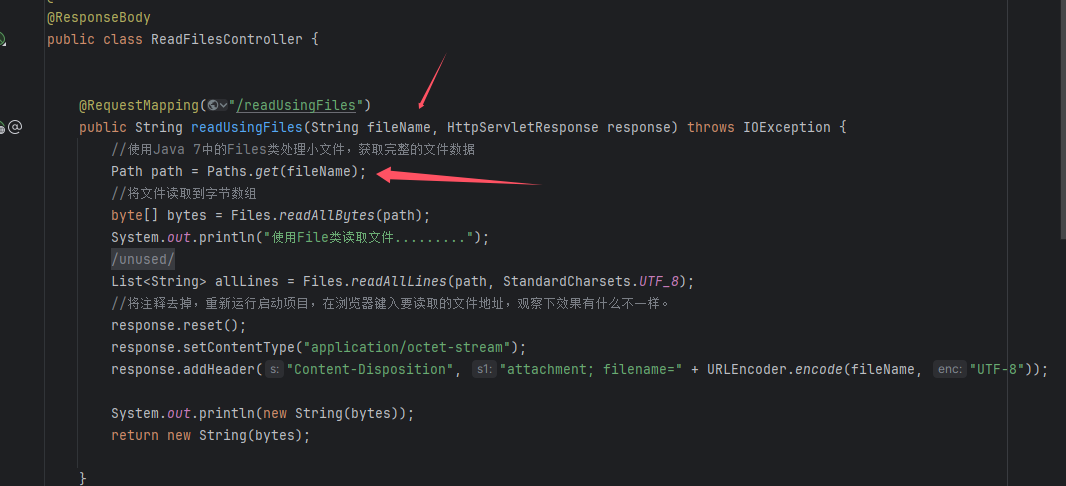 @ResponseBody
public class ReadFilesController {
@RequestMapping("/readUsingFiles")
public String readUsingFiles(String fileName, HttpServletResponse response) throws IOException {
//使用Java 7中的Files类处理小文件，获取完整的文件数据
Path path = Paths.get(fileName);
//将文件读取到字节数组
byte[] bytes = Files.readAllBytes(path);
System.out.println("使用File类读取文件.........");
/unused/
List<String> allLines = Files.readAllLines(path, StandardCharsets.UTF_8);
//将注释去掉，重新运行启动项目，在浏览器键入要读取的文件地址，观察下效果有什么不一样。
response.reset();
response.setContentType("application/octet-stream");
response.addHeader( s: "Content-Disposition", s1: "attachment; filename=" + URLEncoder.encode(fileName, enc: "UTF-8"));
System.out.println(new String(bytes));
return new String(bytes);
}